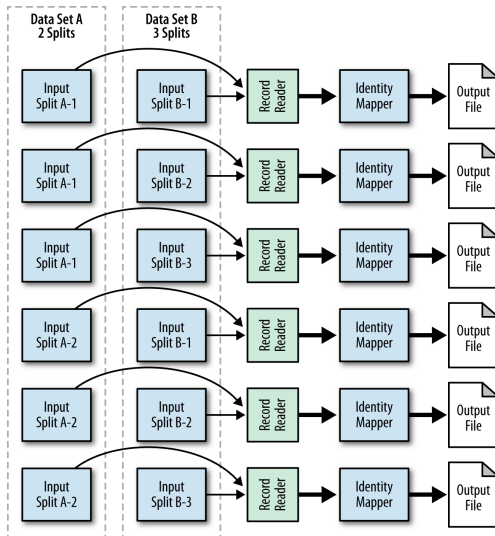 Data Set A
2 Splits
Data Set B
3 Splits
Input
Split A-1
Input
Split B-1
Record
Reader
Identity
Mapper
Output
File
Input
Split A-1
Input
Split B-2
Record
Reader
Identity
Mapper
Output
File
Input
Split A-1
Input
Split B-3
Record
Reader
Identity
Mapper
Output
File
Input
Split A-2
Input
Split B-1
Record
Reader
Identity
Mapper
Output
File
Input
Split A-2
Input
Split B-2
Record
Reader
Identity
Mapper
Output
File
Input
Split A-2
Input
Split B-3
Record
Reader
Identity
Mapper
Output
File